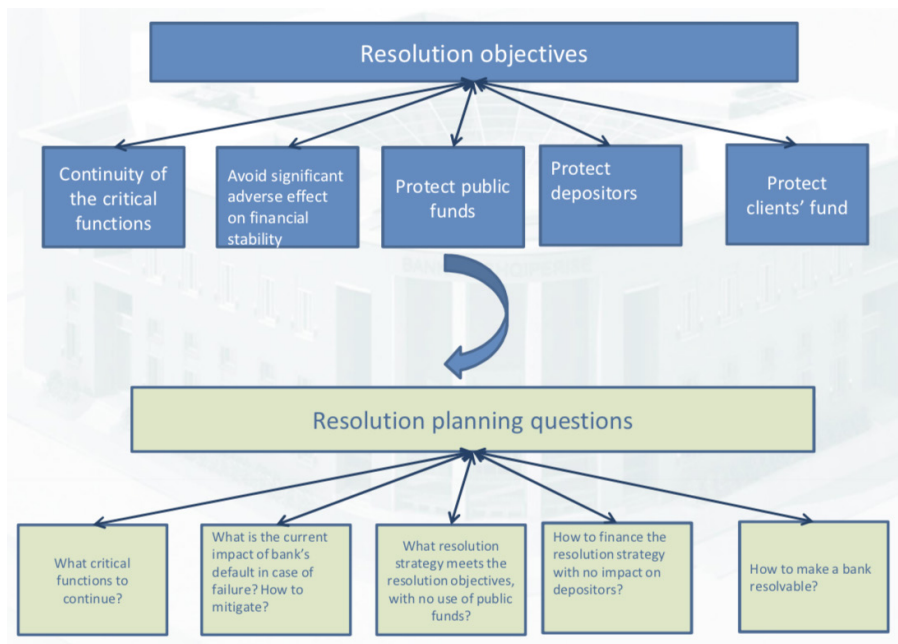 Resolution objectives
Continuity of
the critical
functions
Avoid significant
adverse effect
on financial
stability
Protect public
funds
Protect
depositors
Protect
clients’ fund
Resolution planning questions
What critical
functions to
continue?
What is the current
impact of bank’s
default in case of
failure? How to
mitigate?
What resolution
strategy meets the
resolution objectives,
with no use of public
funds?
How to finance the
resolution strategy
with no impact on
depositors?
How to make a bank
resolvable?